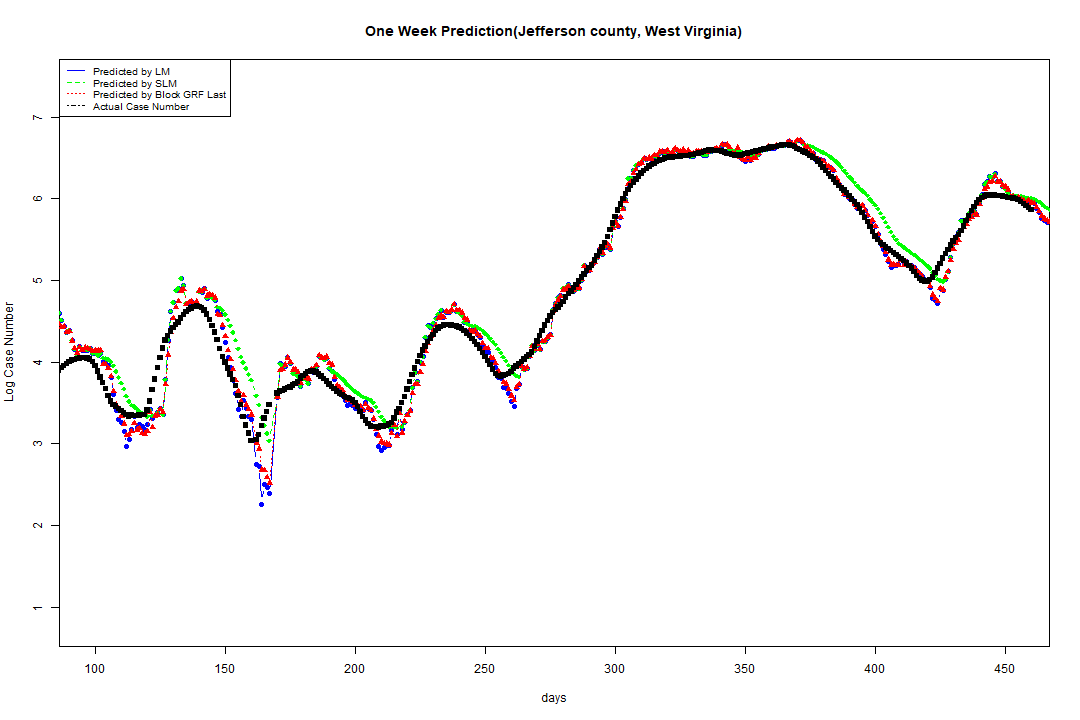 One Week Prediction(Jefferson county, West Virginia)
Predicted by LM
Predicted by SLM
Predicted by Block GRF Last
Actual Case Number
Log Case Number
7
6
5
4
3
2
1
100 150 200 250 300 350 400 450
days